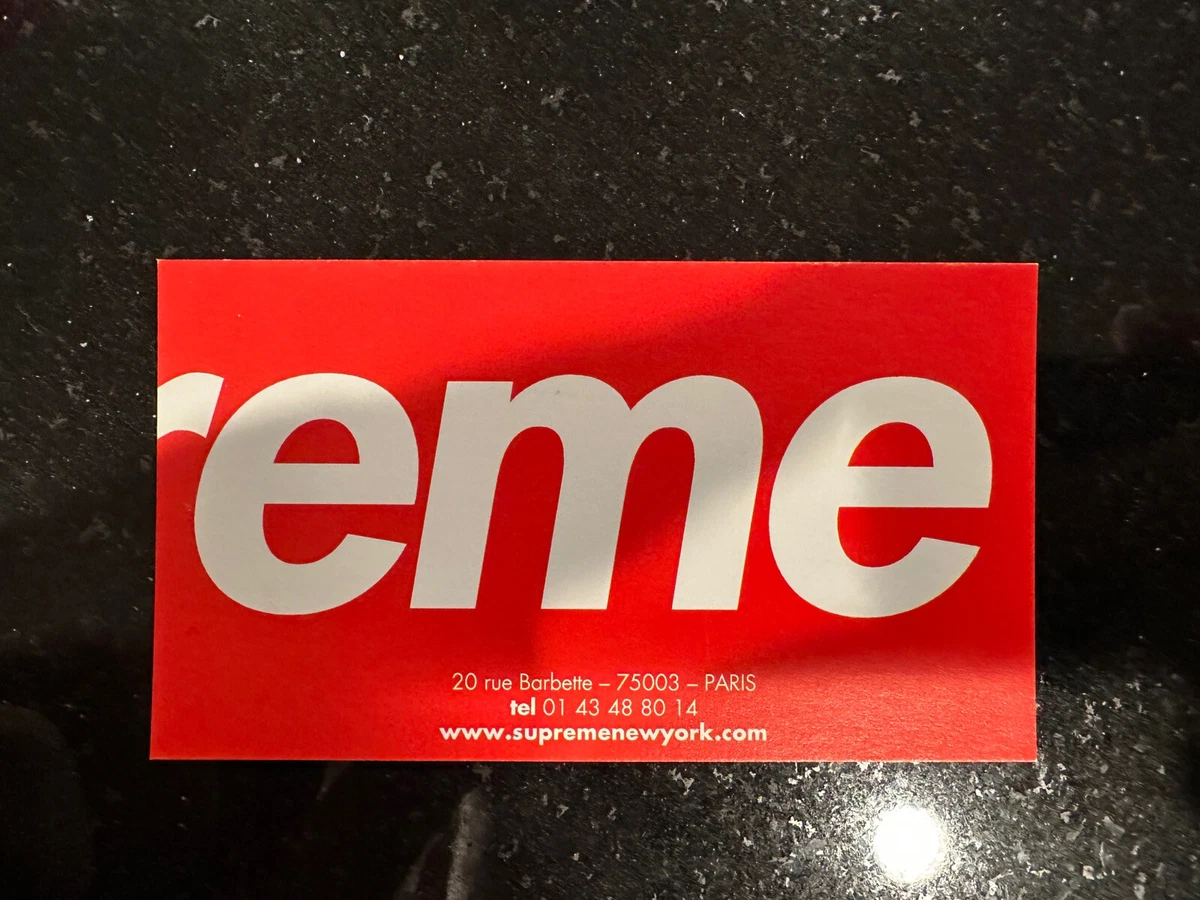 reme
20 rue Barbette – 75003 – PARIS
tel 01 43 48 80 14
www.supremenewyork.com